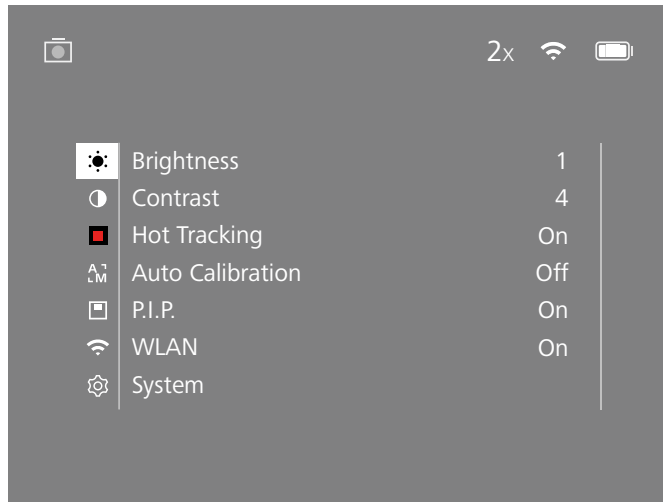 2x
Brightness 1
Contrast 4
Hot Tracking On
A M Auto Calibration Off
P.I.P. On
WLAN On
System